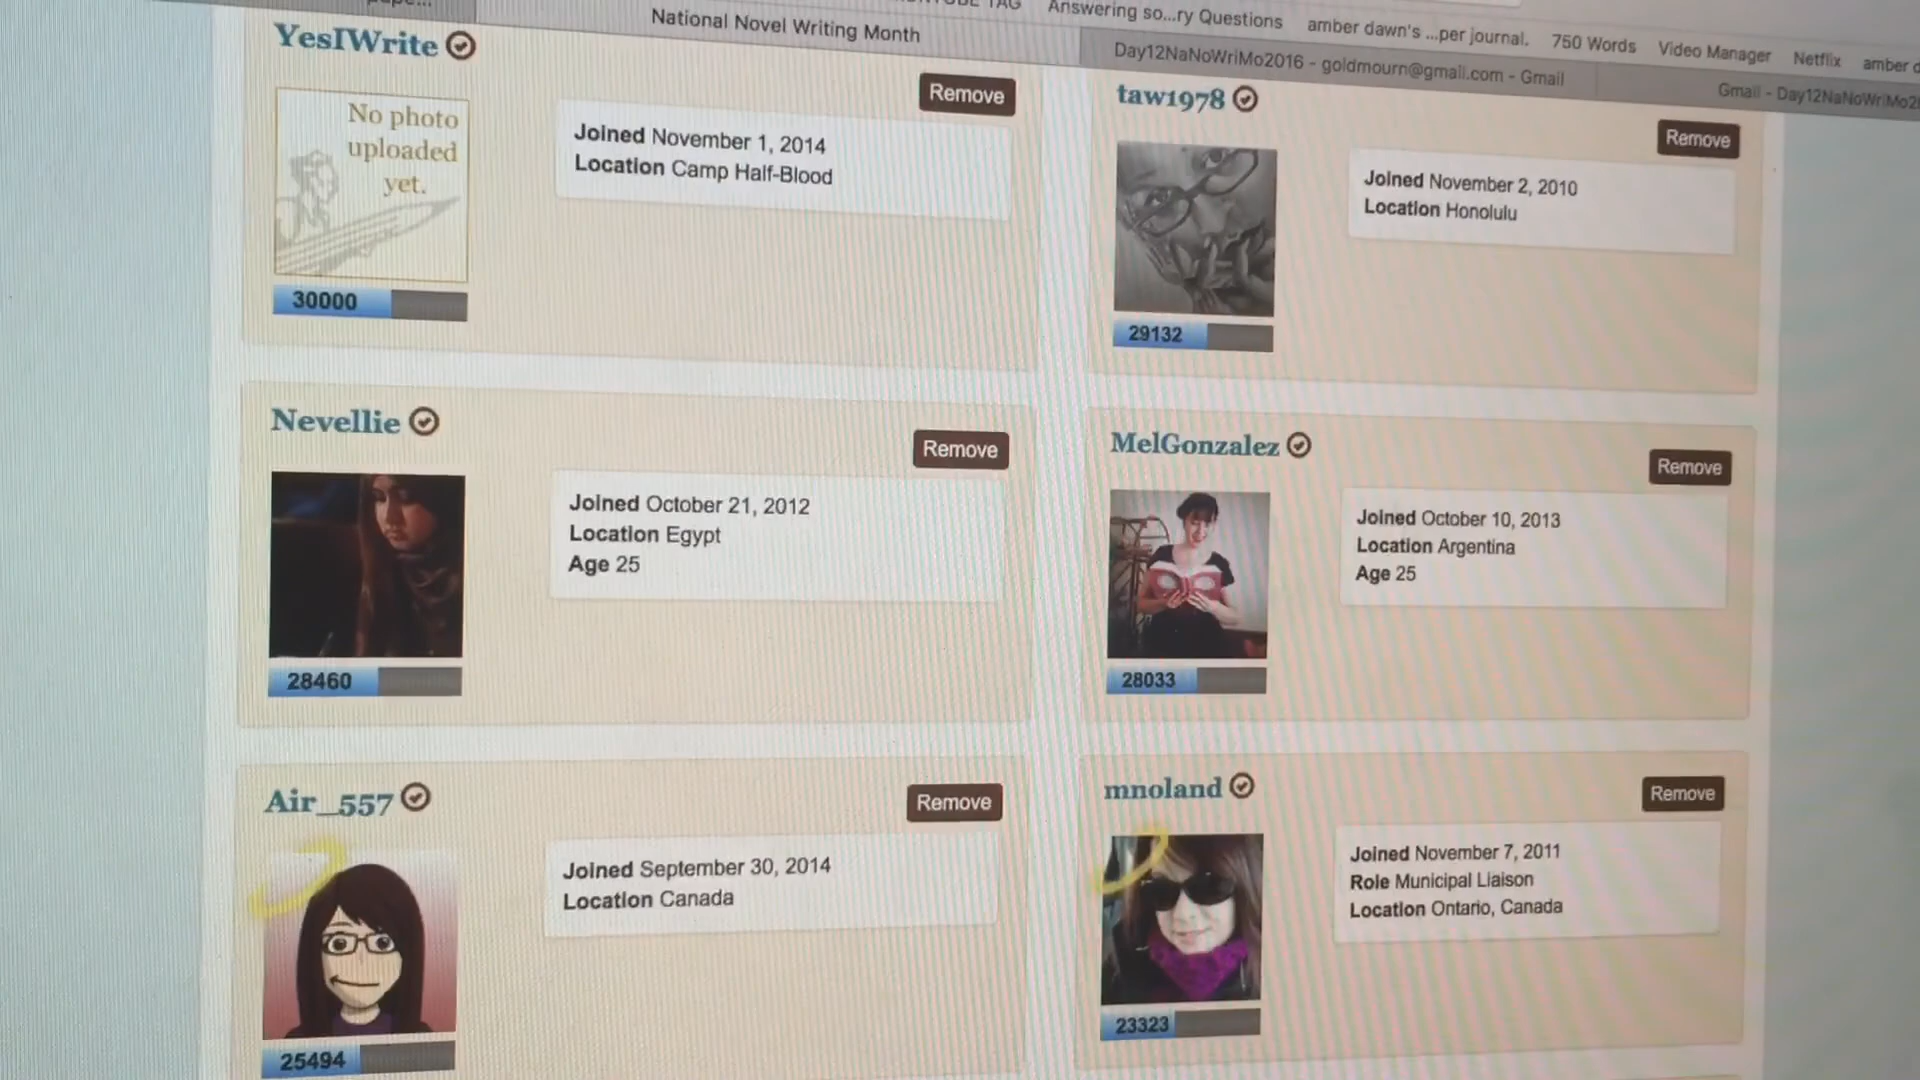 National Novel Writing Month
Answering so...ry Questions
amber dawn's ...per journal.
750 Words
Video Manager
Netflix
amber
Day12NaNoWriMo2016 - goldmourn@gmail.com - Gmail
YesIWrite
Remove
No photo
uploaded
yet.
Joined November 1, 2014
Location Camp Half-Blood
30000
taw1978
Remove
Joined November 2, 2010
Location Honolulu
29132
Nevellie
Remove
Joined October 21, 2012
Location Egypt
Age 25
28460
MelGonzalez
Remove
Joined October 10, 2013
Location Argentina
Age 25
28033
Air_557
Remove
Joined September 30, 2014
Location Canada
25494
mnoland
Remove
Joined November 7, 2011
Role Municipal Liaison
Location Ontario, Canada
23323